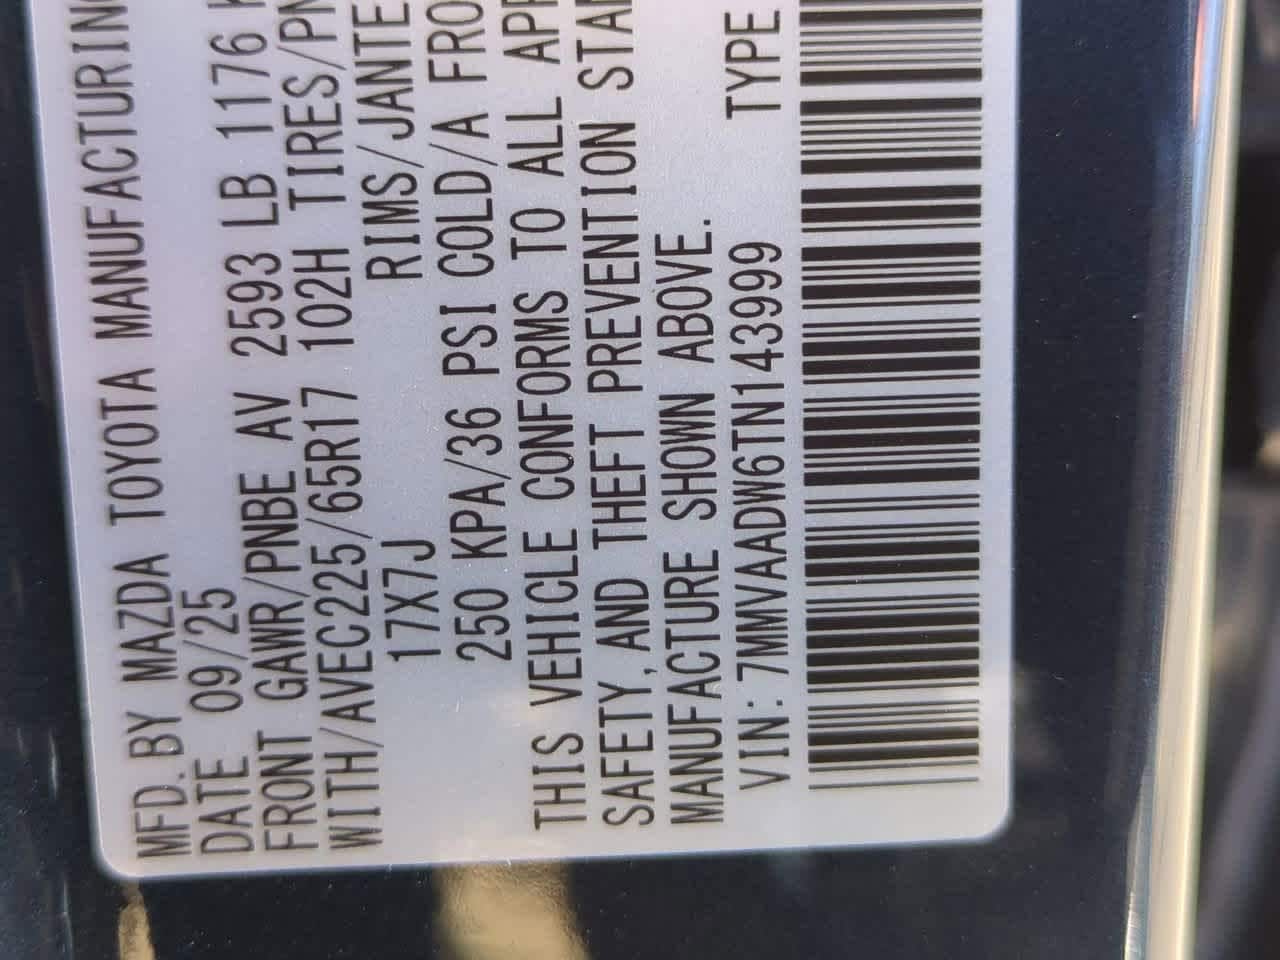 MFD. BY MAZDA TOYOTA MANUFACTURING
DATE 09/25
FRONT GAWR/PNBE AV 2593 LB 1176 K
WITH/AVEC225/65R17 102H TIRES/PN
17X7J RIMS/JANTE
250 KPA/36 PSI COLD/A FRO
THIS VEHICLE CONFORMS TO ALL APP
SAFETY, AND THEFT PREVENTION STAN
MANUFACTURE SHOWN ABOVE.
VIN: 7MMVAADW6TN143999 TYPE